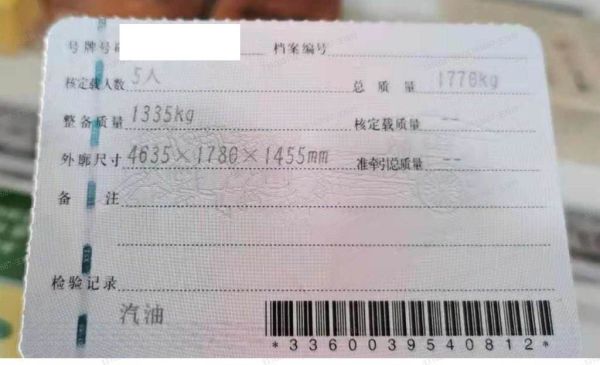 号牌号码 档案编号
核定载人数 5人 总质量 1770kg
整备质量 1335kg 核定载质量 --
外廓尺寸 4635×1780×1455mm 准牵引总质量 --
备注
检验记录
汽油
*3360039540812*